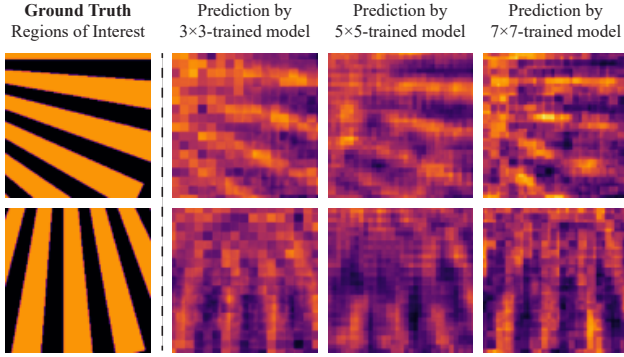 Ground Truth
Regions of Interest
Prediction by
3×3-trained model
Prediction by
5×5-trained model
Prediction by
7×7-trained model